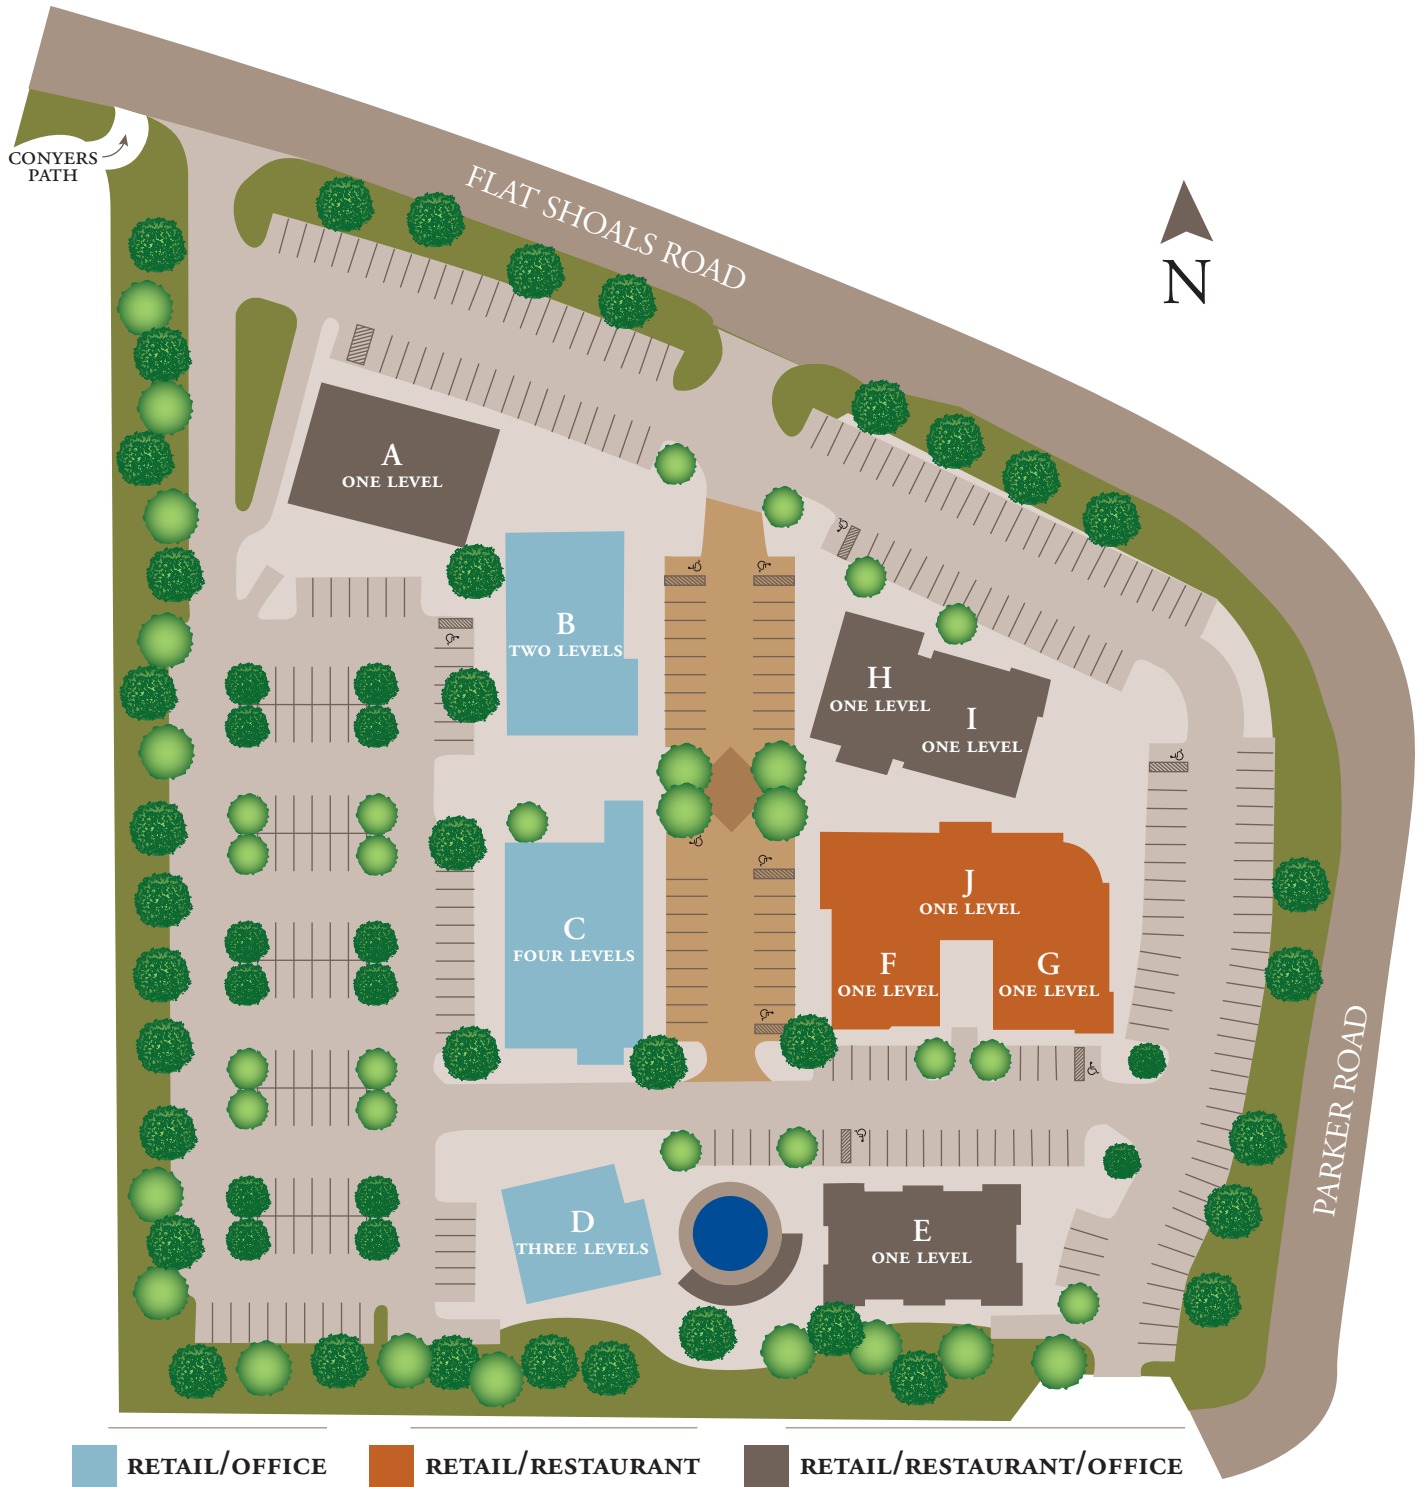 CONYERS
PATH
FLAT SHOALS ROAD
N
A
ONE LEVEL
B
TWO LEVELS
H
ONE LEVEL
I
ONE LEVEL
J
ONE LEVEL
C
FOUR LEVELS
F
ONE LEVEL
G
ONE LEVEL
PARKER ROAD
D
THREE LEVELS
E
ONE LEVEL
RETAIL/OFFICE
RETAIL/RESTAURANT
RETAIL/RESTAURANT/OFFICE